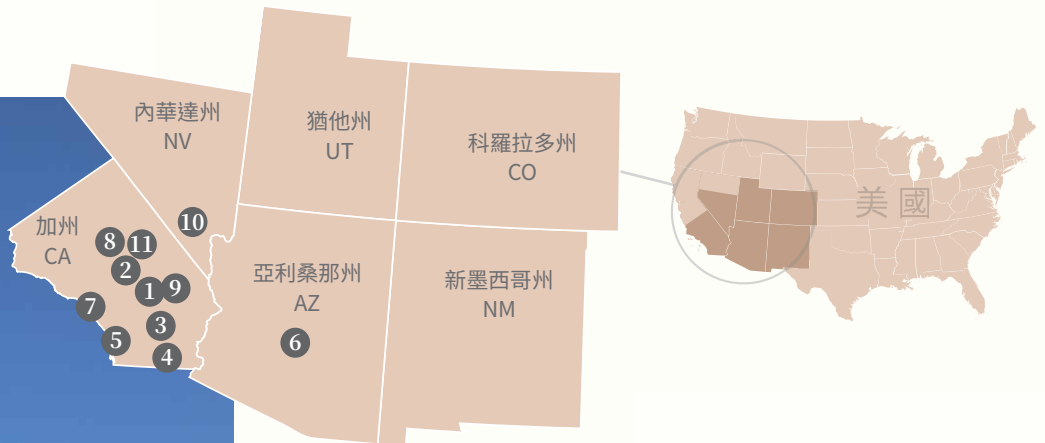 內華達州
NV
猶他州
UT
科羅拉多州
CO
美國
加州
CA
10
8
11
2
1
9
7
3
5
4
亞利桑那州
AZ
6
新墨西哥州
NM